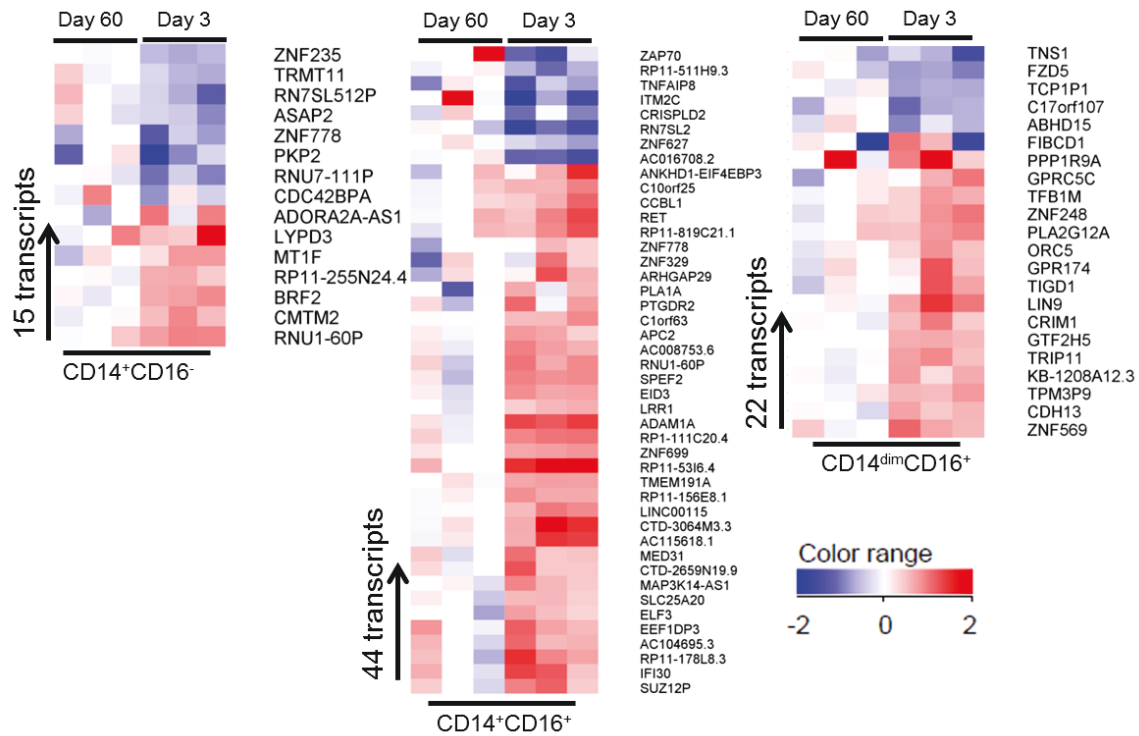 Day 60 Day 3
ZNF235
TRMT11
RN7SL512P
ASAP2
ZNF778
PKP2
RNU7-111P
CDC42BPA
ADORA2A-AS1
LYPD3
MT1F
RP11-255N24.4
BRF2
CMTM2
RNU1-60P
15 transcripts
CD14+CD16-
Day 60 Day 3
ZAP70
RP11-511H9.3
TNFAIP8
ITM2C
CRISPLD2
RN7SL2
ZNF627
AC016708.2
ANKHD1-EIF4EBP3
C10orf25
CCBL1
RET
RP11-819C21.1
ZNF778
ZNF329
ARHGAP29
PLA1A
PTGDR2
C1orf63
APC2
AC008753.6
RNU1-60P
SPEF2
EID3
LRR1
ADAM1A
RP1-111C20.4
ZNF699
RP11-53I6.4
TMEM191A
RP11-156E8.1
LINC00115
CTD-3064M3.3
AC115618.1
MED31
CTD-2659N19.9
MAP3K14-AS1
SLC25A20
ELF3
EEF1DP3
AC104695.3
RP11-178L8.3
IFI30
SUZ12P
44 transcripts
CD14+CD16+
Day 60 Day 3
TNS1
FZD5
TCP1P1
C17orf107
ABHD15
FIBCD1
PPP1R9A
GPRC5C
TFB1M
ZNF248
PLA2G12A
ORC5
GPR174
TIGD1
LIN9
CRIM1
GTF2H5
TRIP11
KB-1208A12.3
TPM3P9
CDH13
ZNF569
22 transcripts
CD14dimCD16+
Color range
-2 0 2